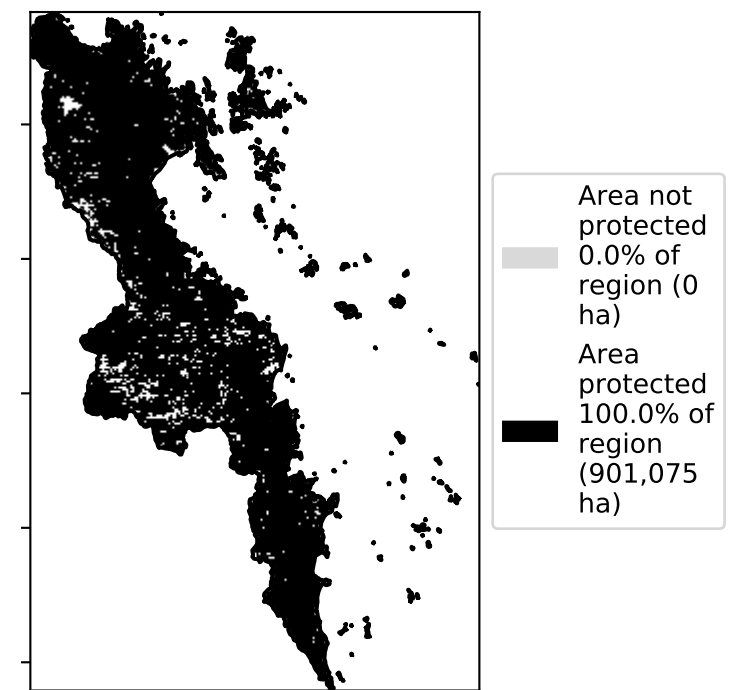 Area not
protected
0.0% of
region (0
ha)
Area
protected
100.0% of
region
(901,075
ha)